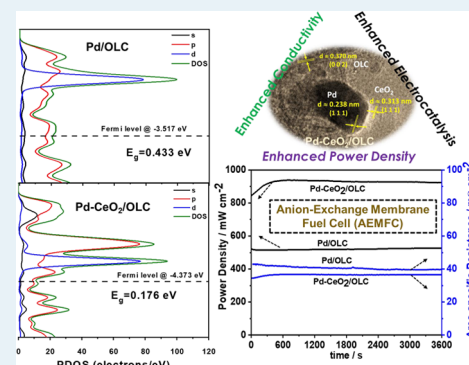 s
p
d
DOS
Pd/OLC
Fermi level @ -3.517 eV
Eg=0.433 eV
Pd-CeO2/OLC
Fermi level @ -4.373 eV
Eg=0.176 eV
0 20 40 60 80 100 120
PDOS (electrons/eV)
Enhanced Conductivity
Enhanced Electrocatalysis
d = 0.370 nm
(0 0 2) OLC
Pd
d = 0.238 nm
(1 1 1)
CeO2
d = 0.313 nm
(1 1 1)
Pd-CeO2/OLC
Enhanced Power Density
Power Density / mW cm-2
1000
800
600
400
200
0
Pd-CeO2/OLC
Anion-Exchange Membrane
Fuel Cell (AEMFC)
Pd/OLC
Pd/OLC
Pd-CeO2/OLC
80
60
40
20
0
0 600 1200 1800 2400 3000 3600
time / s